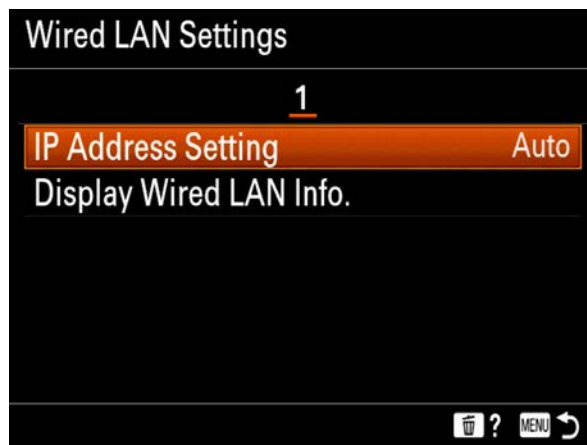 Wired LAN Settings
1
IP Address Setting Auto
Display Wired LAN Info.
? MENU